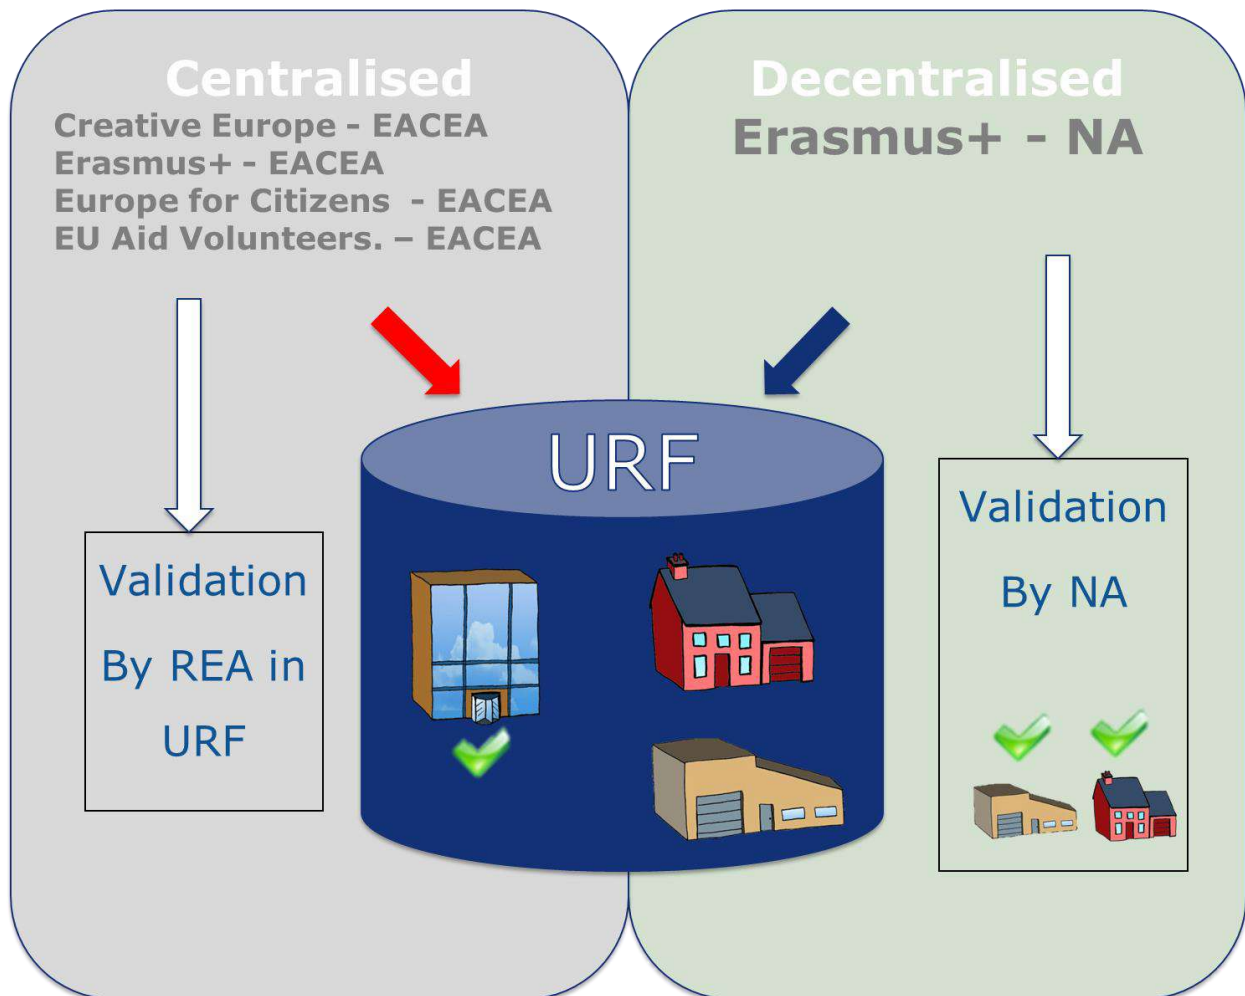 Centralised
Creative Europe - EACEA
Erasmus+ - EACEA
Europe for Citizens - EACEA
EU Aid Volunteers. – EACEA
Decentralised
Erasmus+ - NA
URF
Validation
By REA in
URF
Validation
By NA